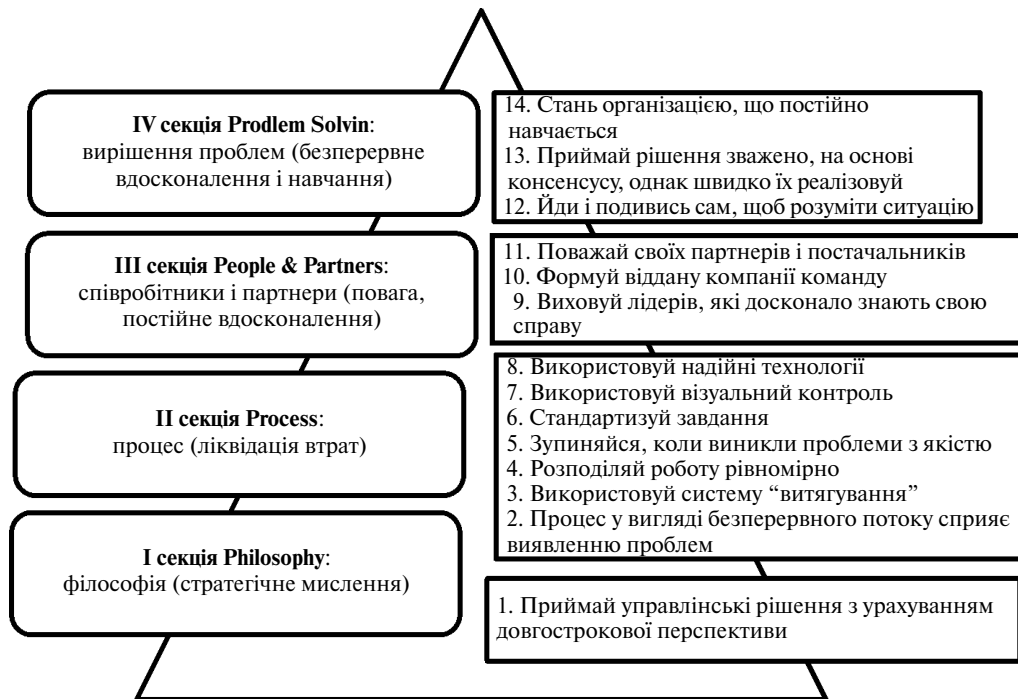 IV секція Prodlem Solvin:
вирішення проблем (безперервне
вдосконалення і навчання)
14. Стань організацією, що постійно
навчається
13. Приймай рішення зважено, на основі
консенсусу, однак швидко їх реалізовуй
12. Йди і подивись сам, щоб розуміти ситуацію
III секція People & Partners:
співробітники і партнери (повага,
постійне вдосконалення)
11. Поважай своїх партнерів і постачальників
10. Формуй віддану компанії команду
9. Виховуй лідерів, які досконало знають свою
справу
II секція Process:
процес (ліквідація втрат)
8. Використовуй надійні технології
7. Використовуй візуальний контроль
6. Стандартизуй завдання
5. Зупиняйся, коли виникли проблеми з якістю
4. Розподіляй роботу рівномірно
3. Використовуй систему “витягування”
2. Процес у вигляді безперервного потоку сприяє
виявленню проблем
I секція Philosophy:
філософія (стратегічне мислення)
1. Приймай управлінські рішення з урахуванням
довгострокової перспективи